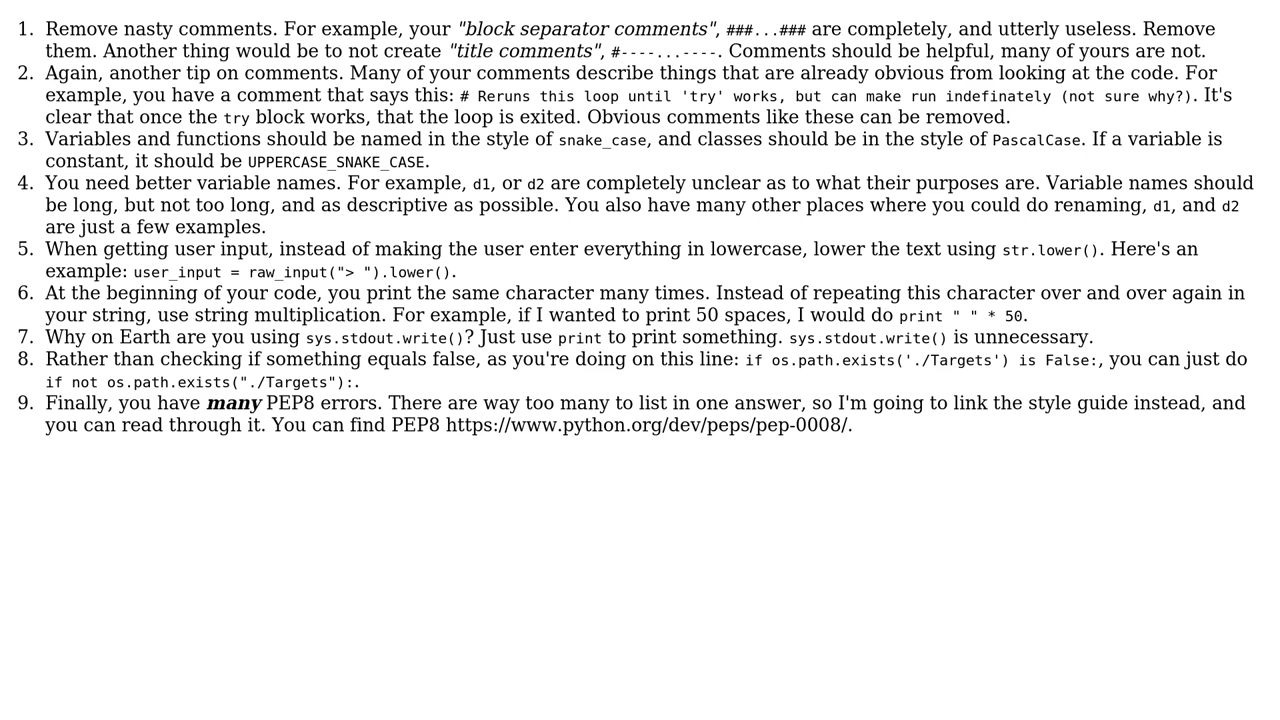 1. Remove nasty comments. For example, your "block separator comments", ###...### are completely, and utterly useless. Remove
them. Another thing would be to not create "title comments", #----...----. Comments should be helpful, many of yours are not.
2. Again, another tip on comments. Many of your comments describe things that are already obvious from looking at the code. For
example, you have a comment that says this: # Reruns this loop until 'try' works, but can make run indefinately (not sure why?). It's
clear that once the try block works, that the loop is exited. Obvious comments like these can be removed.
3. Variables and functions should be named in the style of snake_case, and classes should be in the style of PascalCase. If a variable is
constant, it should be UPPERCASE_SNAKE_CASE.
4. You need better variable names. For example, d1, or d2 are completely unclear as to what their purposes are. Variable names should
be long, but not too long, and as descriptive as possible. You also have many other places where you could do renaming, d1, and d2
are just a few examples.
5. When getting user input, instead of making the user enter everything in lowercase, lower the text using str.lower(). Here's an
example: user_input = raw_input("> ").lower().
6. At the beginning of your code, you print the same character many times. Instead of repeating this character over and over again in
your string, use string multiplication. For example, if I wanted to print 50 spaces, I would do print " " * 50.
7. Why on Earth are you using sys.stdout.write()? Just use print to print something. sys.stdout.write() is unnecessary.
8. Rather than checking if something equals false, as you're doing on this line: if os.path.exists('./Targets') is False:, you can just do
if not os.path.exists("./Targets"):.
9. Finally, you have many PEP8 errors. There are way too many to list in one answer, so I'm going to link the style guide instead, and
you can read through it. You can find PEP8 https://www.python.org/dev/peps/pep-0008/.